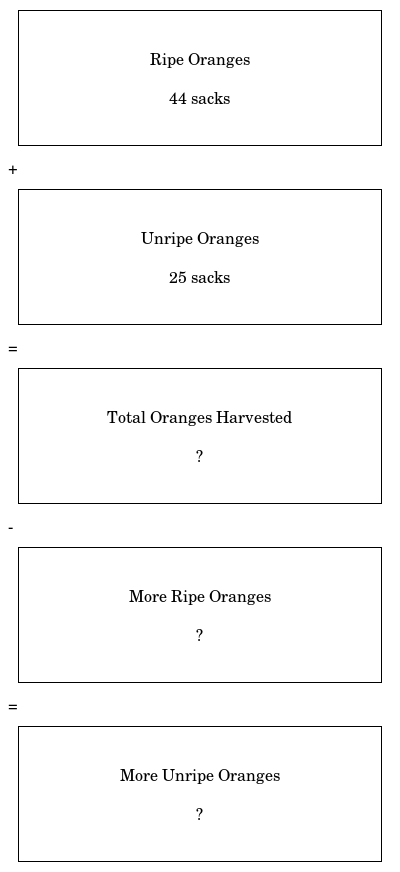 Ripe Oranges
44 sacks
+
Unripe Oranges
25 sacks
=
Total Oranges Harvested
?
-
More Ripe Oranges
?
=
More Unripe Oranges
?